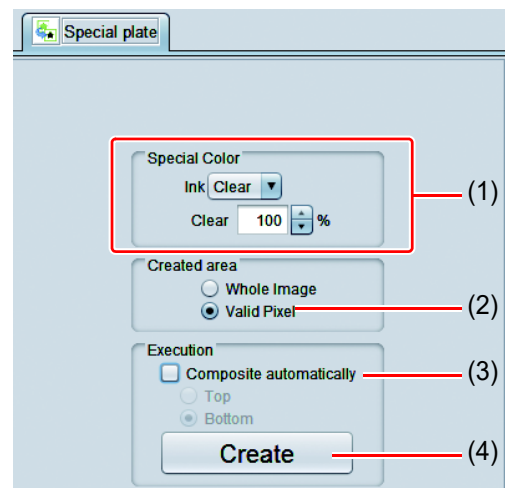 Special plate
Special Color
Ink Clear
(1)
Clear 100 %
Created area
Whole Image
Valid Pixel
(2)
Execution
Composite automatically
(3)
Top
Bottom
Create
(4)